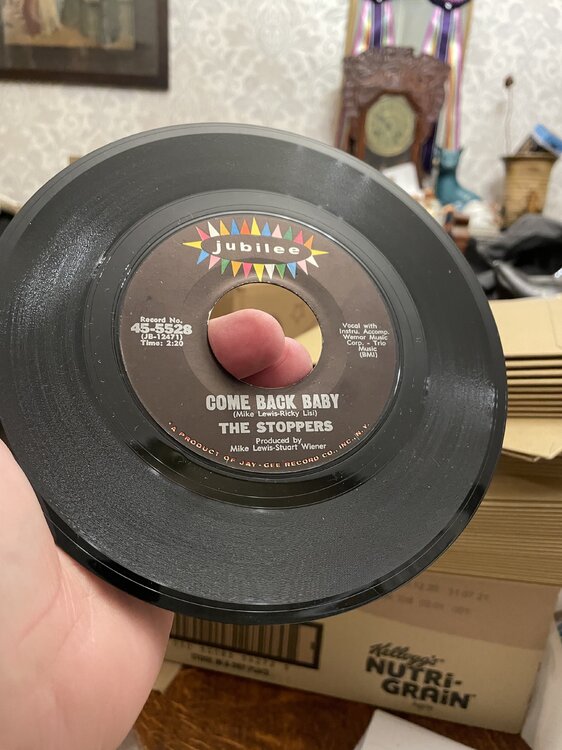 jubilee
Record No.
45-5528
(JB-12471)
Time: 2:20
Vocal with
Instru. Accomp.
Wemar Music
Corp. - Trio
Music
(BMI)
COME BACK BABY
(Mike Lewis-Ricky Lisi)
THE STOPPERS
Produced by
Mike Lewis-Stuart Wiener
A PRODUCT OF JAY-GEE RECORD CO., INC., N.Y.
Kellogg's
NUTRI-
GRAIN